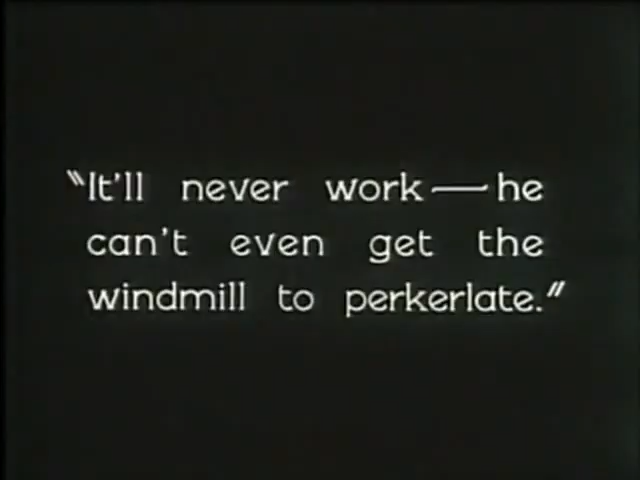 "It'll never work — he
can't even get the
windmill to perkerlate."